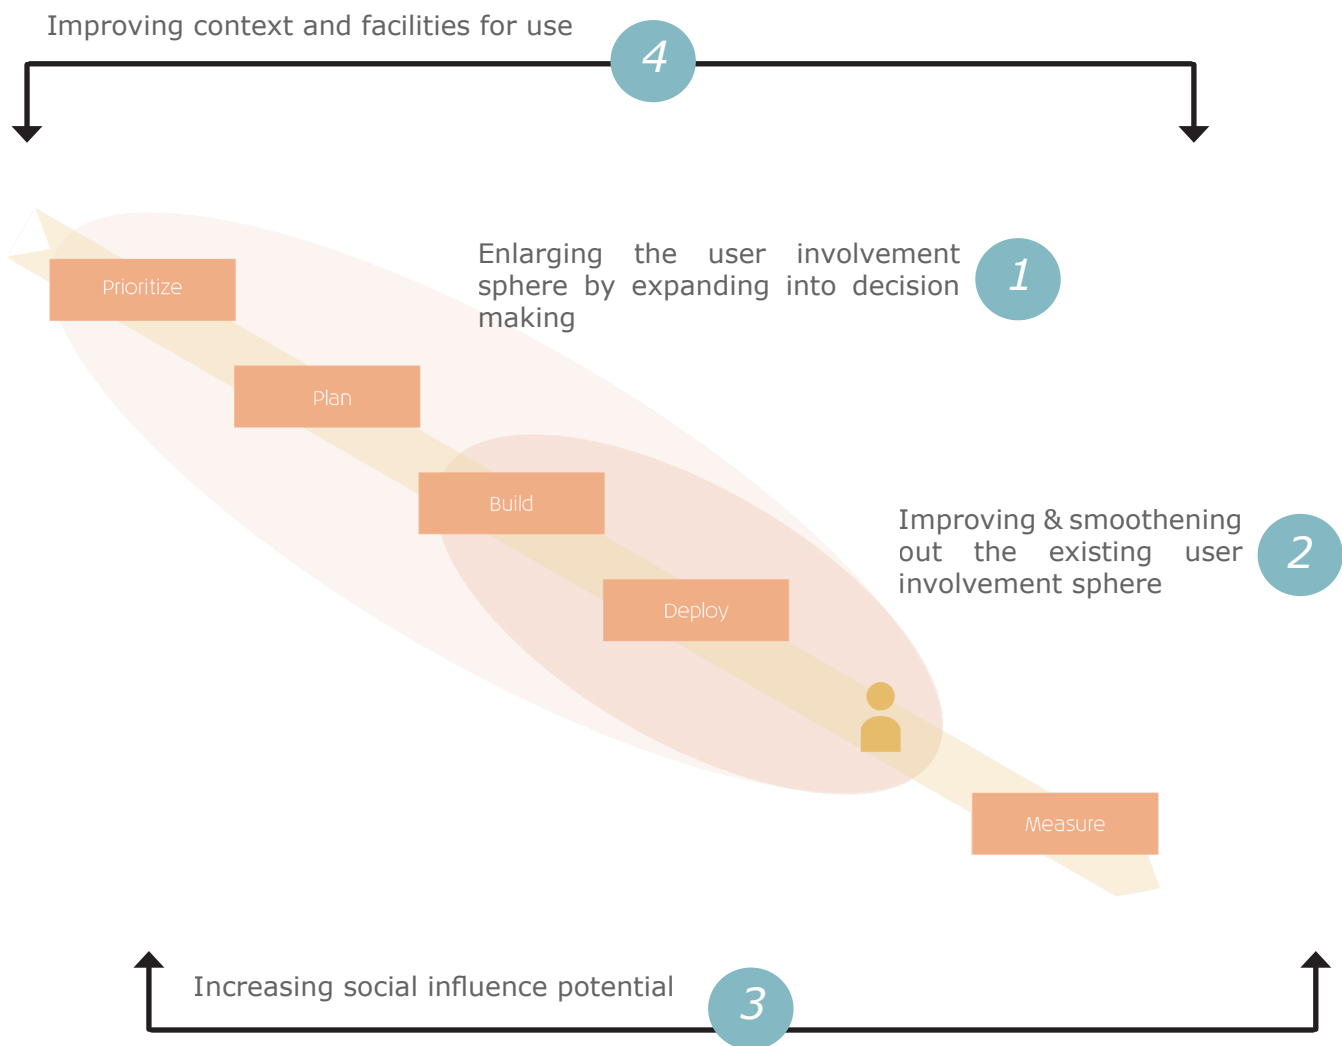 Improving context and facilities for use
4
Enlarging the user involvement
sphere by expanding into decision
making
1
Prioritize
Plan
Build
Improving & smoothening
out the existing user
involvement sphere
2
Deploy
Measure
Increasing social influence potential
3